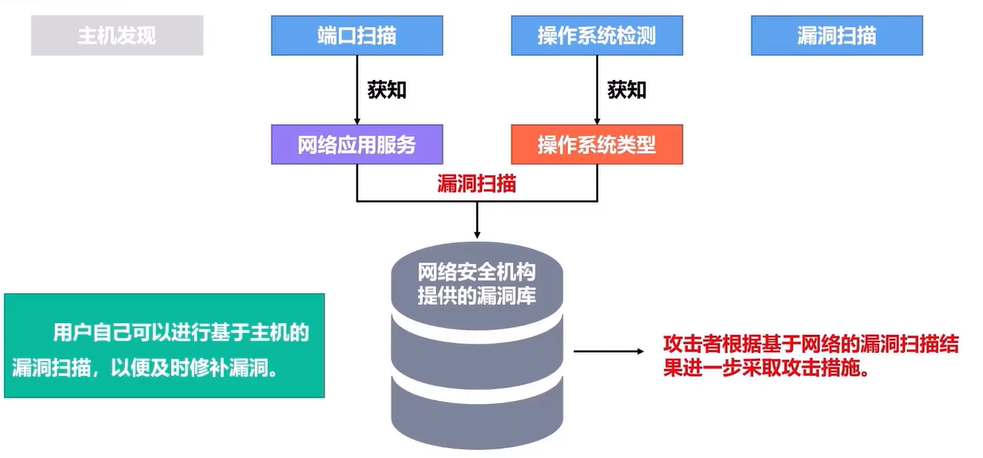 主机发现
端口扫描
操作系统检测
漏洞扫描
获知
获知
网络应用服务
操作系统类型
漏洞扫描
网络安全机构
提供的漏洞库
用户自己可以进行基于主机的
漏洞扫描，以便及时修补漏洞。
攻击者根据基于网络的漏洞扫描结
果进一步采取攻击措施。